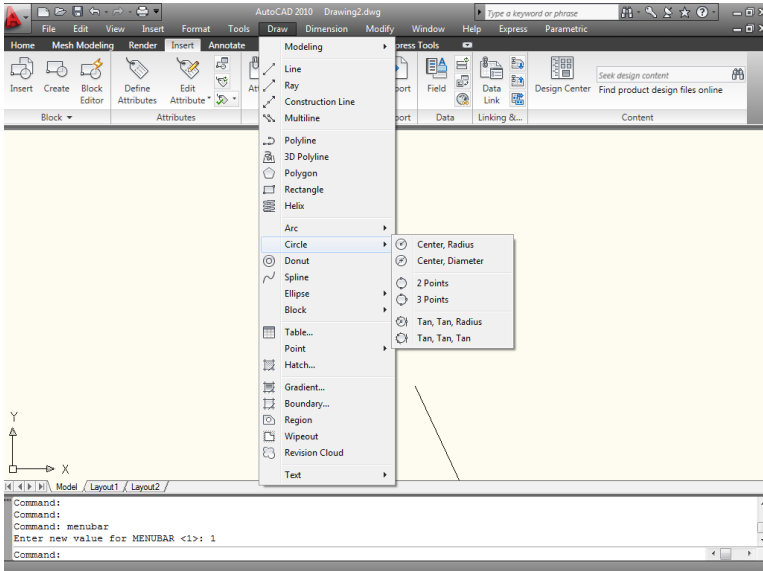 AutoCAD 2010 Drawing2.dwg
Type a keyword or phrase
File Edit View Insert Format Tools Draw Dimension Modify Window Help Express Parametric
Home Mesh Modeling Render Insert Annotate Tools
Insert Create Block Editor Define Attributes Edit Attribute Field Data Link Design Center
Seek design content
Find product design files online
Block Attributes Data Linking &... Content
Modeling
Line
Ray
Construction Line
Multiline
Polyline
3D Polyline
Polygon
Rectangle
Helix
Arc
Circle
Donut
Spline
Ellipse
Block
Table...
Point
Hatch...
Gradient...
Boundary...
Region
Wipeout
Revision Cloud
Text
Center, Radius
Center, Diameter
2 Points
3 Points
Tan, Tan, Radius
Tan, Tan, Tan
Y
X
Model Layout1 Layout2
Command:
Command:
Command: menubar
Enter new value for MENUBAR <1>: 1
Command: